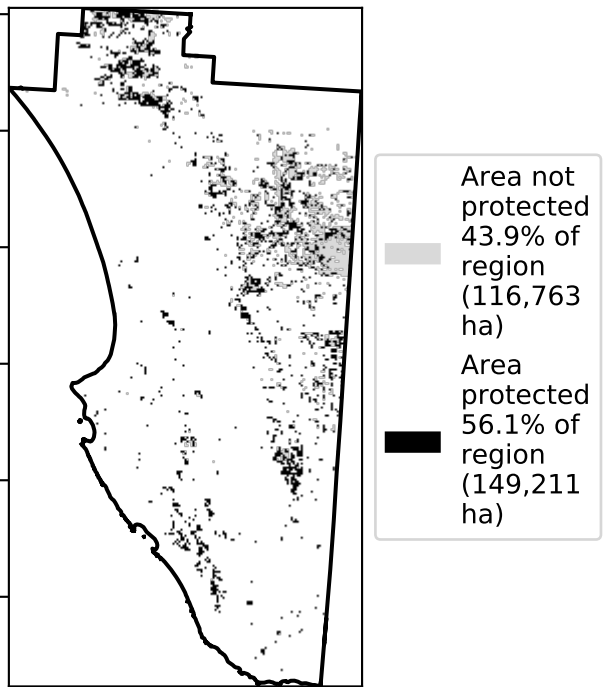 Area not
protected
43.9% of
region
(116,763
ha)
Area
protected
56.1% of
region
(149,211
ha)